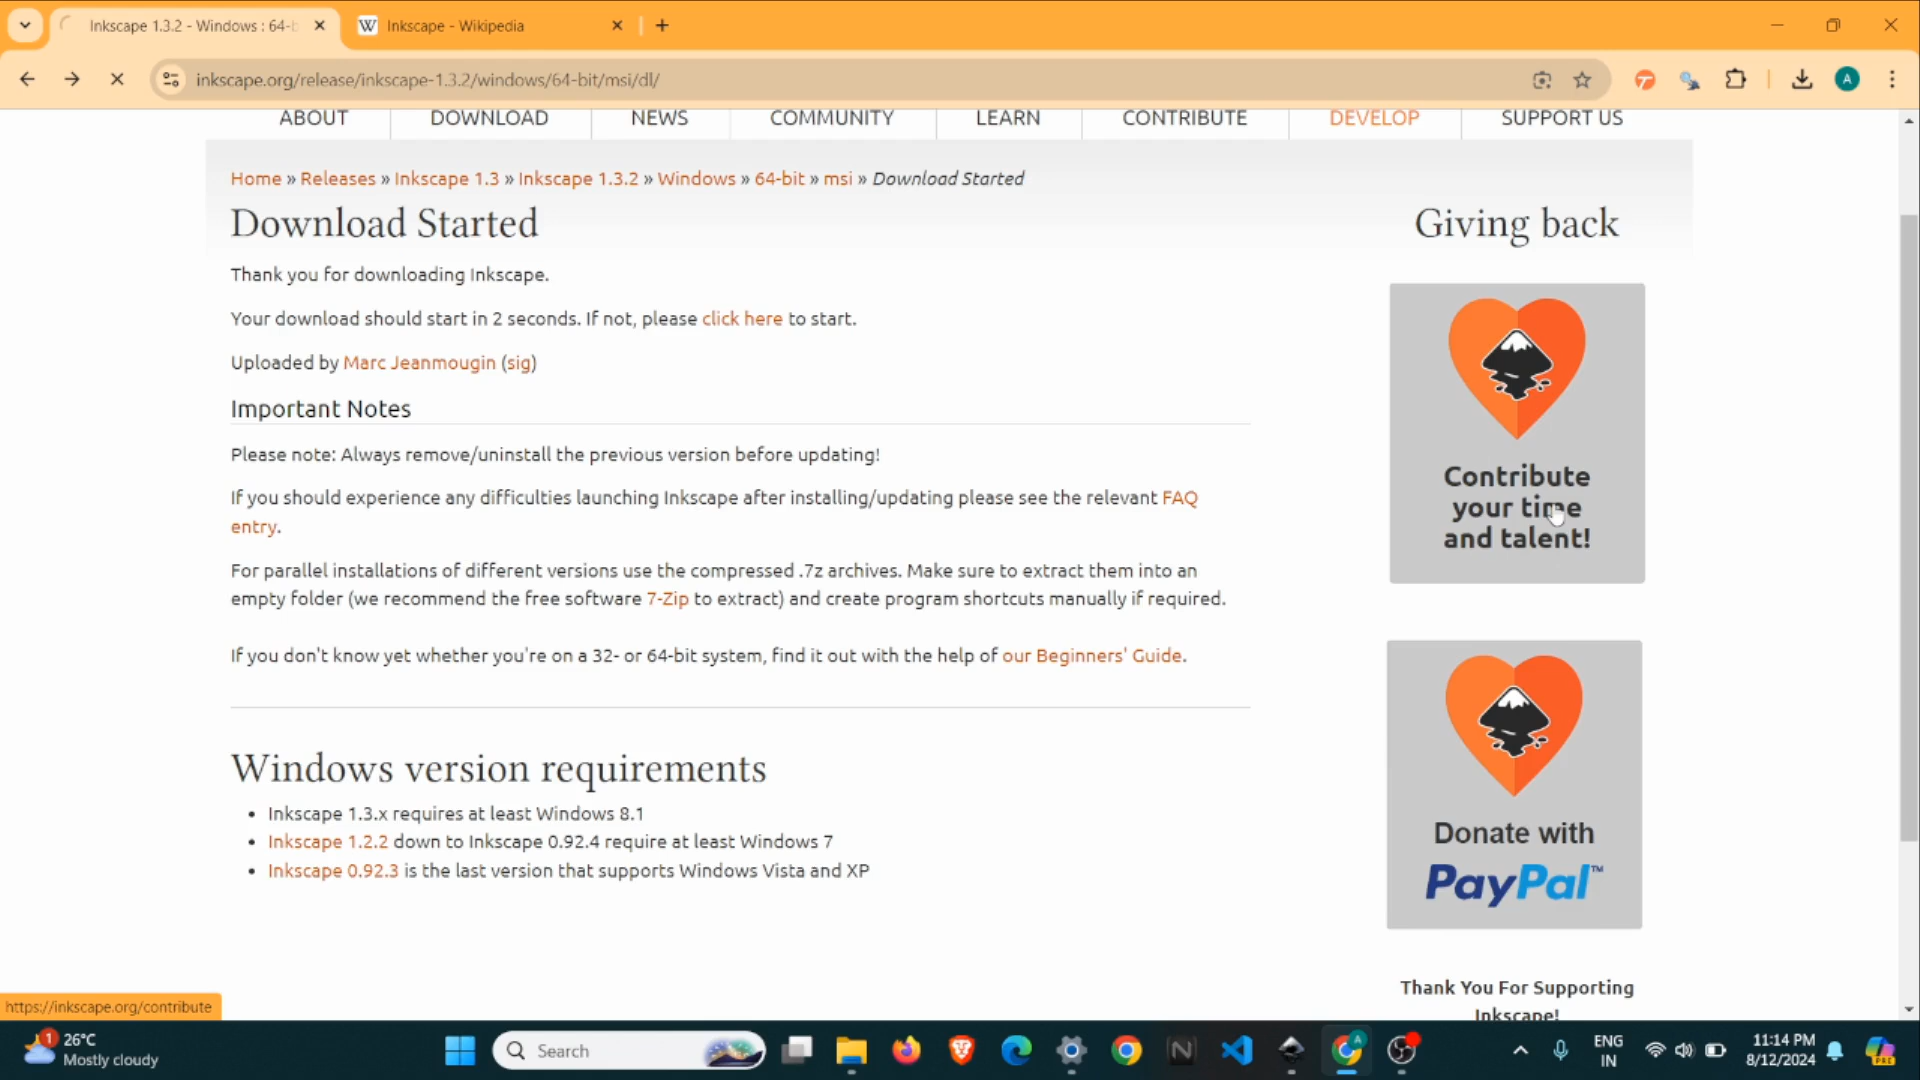 Inkscape 1.3.2 - Windows : 64-b
Inkscape - Wikipedia
inkscape.org/release/inkscape-1.3.2/windows/64-bit/msi/dl/
A
ABOUT DOWNLOAD NEWS COMMUNITY LEARN CONTRIBUTE DEVELOP SUPPORT US
Home » Releases » Inkscape 1.3 » Inkscape 1.3.2 » Windows » 64-bit » msi » Download Started
Download Started
Thank you for downloading Inkscape.
Your download should start in 2 seconds. If not, please click here to start.
Uploaded by Marc Jeanmougin (sig)
Important Notes
Please note: Always remove/uninstall the previous version before updating!
If you should experience any difficulties launching Inkscape after installing/updating please see the relevant FAQ
entry.
For parallel installations of different versions use the compressed .7z archives. Make sure to extract them into an
empty folder (we recommend the free software 7-Zip to extract) and create program shortcuts manually if required.
If you don't know yet whether you're on a 32- or 64-bit system, find it out with the help of our Beginners' Guide.
Windows version requirements
• Inkscape 1.3.x requires at least Windows 8.1
• Inkscape 1.2.2 down to Inkscape 0.92.4 require at least Windows 7
• Inkscape 0.92.3 is the last version that supports Windows Vista and XP
Giving back
Contribute
your time
and talent!
Donate with
PayPal™
Thank You For Supporting
Inkscape!
https://inkscape.org/contribute
1
26°C
Mostly cloudy
Search
A
ENG
IN
11:14 PM
8/12/2024
PRE